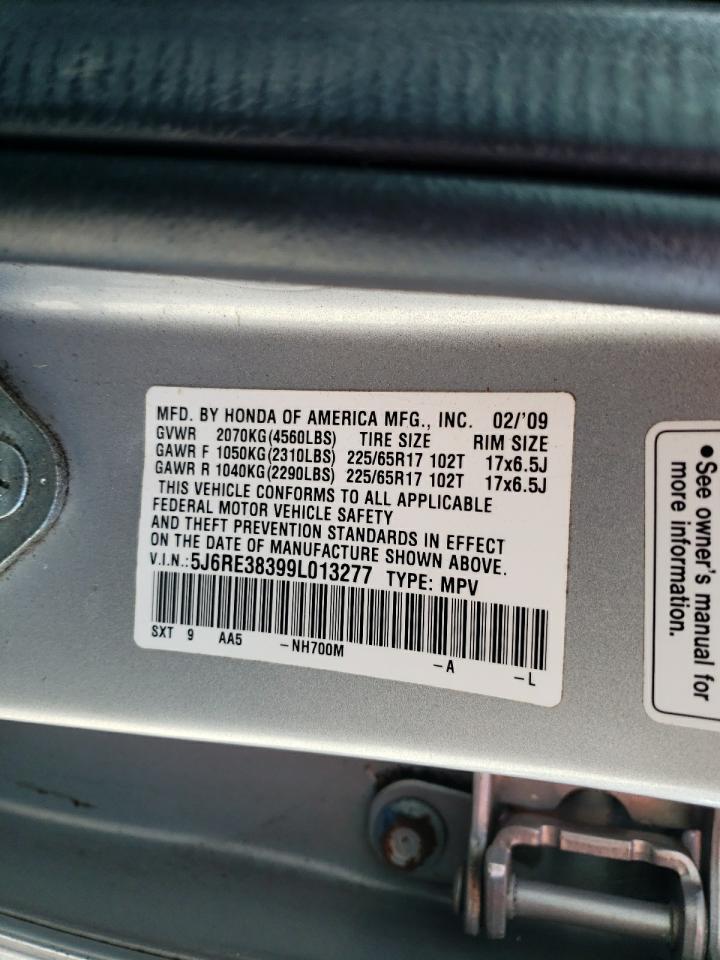 MFD. BY HONDA OF AMERICA MFG., INC. 02/'09
GVWR 2070KG(4560LBS) TIRE SIZE RIM SIZE
GAWR F 1050KG(2310LBS) 225/65R17 102T 17x6.5J
GAWR R 1040KG(2290LBS) 225/65R17 102T 17x6.5J
THIS VEHICLE CONFORMS TO ALL APPLICABLE
FEDERAL MOTOR VEHICLE SAFETY
AND THEFT PREVENTION STANDARDS IN EFFECT
ON THE DATE OF MANUFACTURE SHOWN ABOVE.
V.I.N.:5J6RE38399L013277 TYPE: MPV
SXT 9 AA5 -NH700M -A -L
• See owner's manual for
more information.